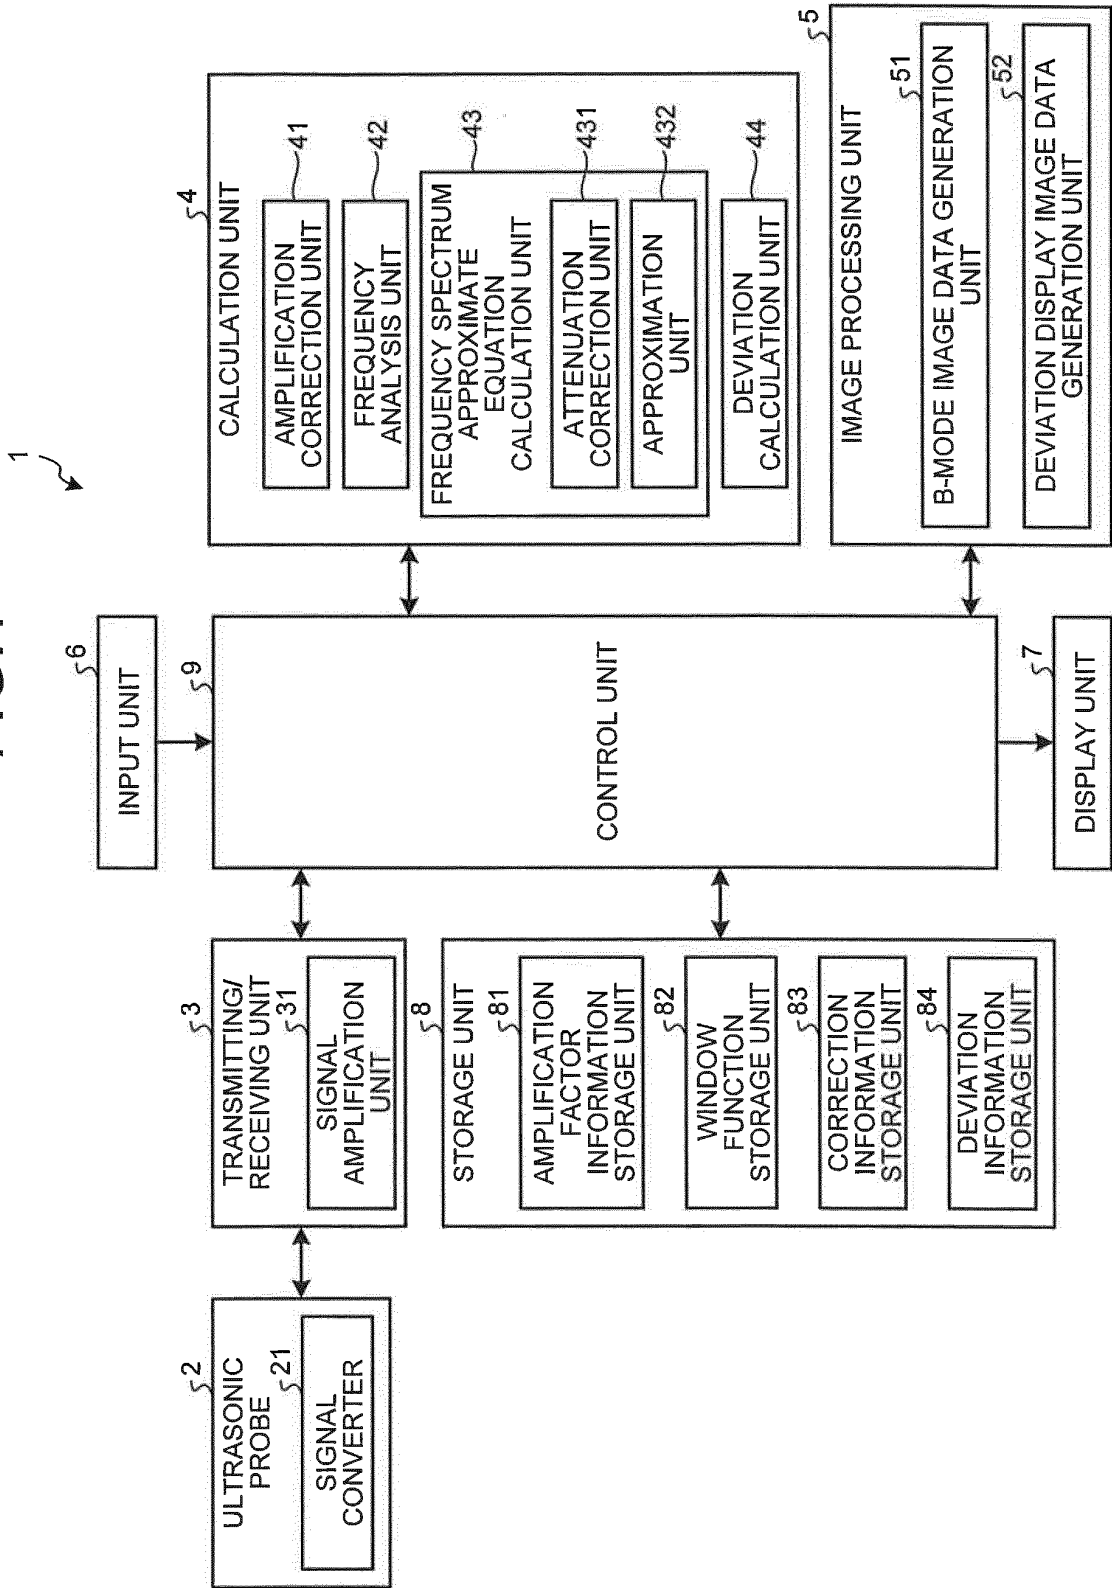 1
2
ULTRASONIC
PROBE
21
SIGNAL
CONVERTER
3
TRANSMITTING/
RECEIVING UNIT
31
SIGNAL
AMPLIFICATION
UNIT
8
STORAGE UNIT
81
AMPLIFICATION
FACTOR
INFORMATION
STORAGE UNIT
82
WINDOW
FUNCTION
STORAGE UNIT
83
CORRECTION
INFORMATION
STORAGE UNIT
84
DEVIATION
INFORMATION
STORAGE UNIT
6
INPUT UNIT
9
CONTROL UNIT
7
DISPLAY UNIT
4
CALCULATION UNIT
41
AMPLIFICATION
CORRECTION UNIT
42
FREQUENCY
ANALYSIS UNIT
43
FREQUENCY SPECTRUM
APPROXIMATE
EQUATION
CALCULATION UNIT
431
ATTENUATION
CORRECTION UNIT
432
APPROXIMATION
UNIT
44
DEVIATION
CALCULATION UNIT
5
IMAGE PROCESSING UNIT
51
B-MODE IMAGE DATA GENERATION
UNIT
52
DEVIATION DISPLAY IMAGE DATA
GENERATION UNIT